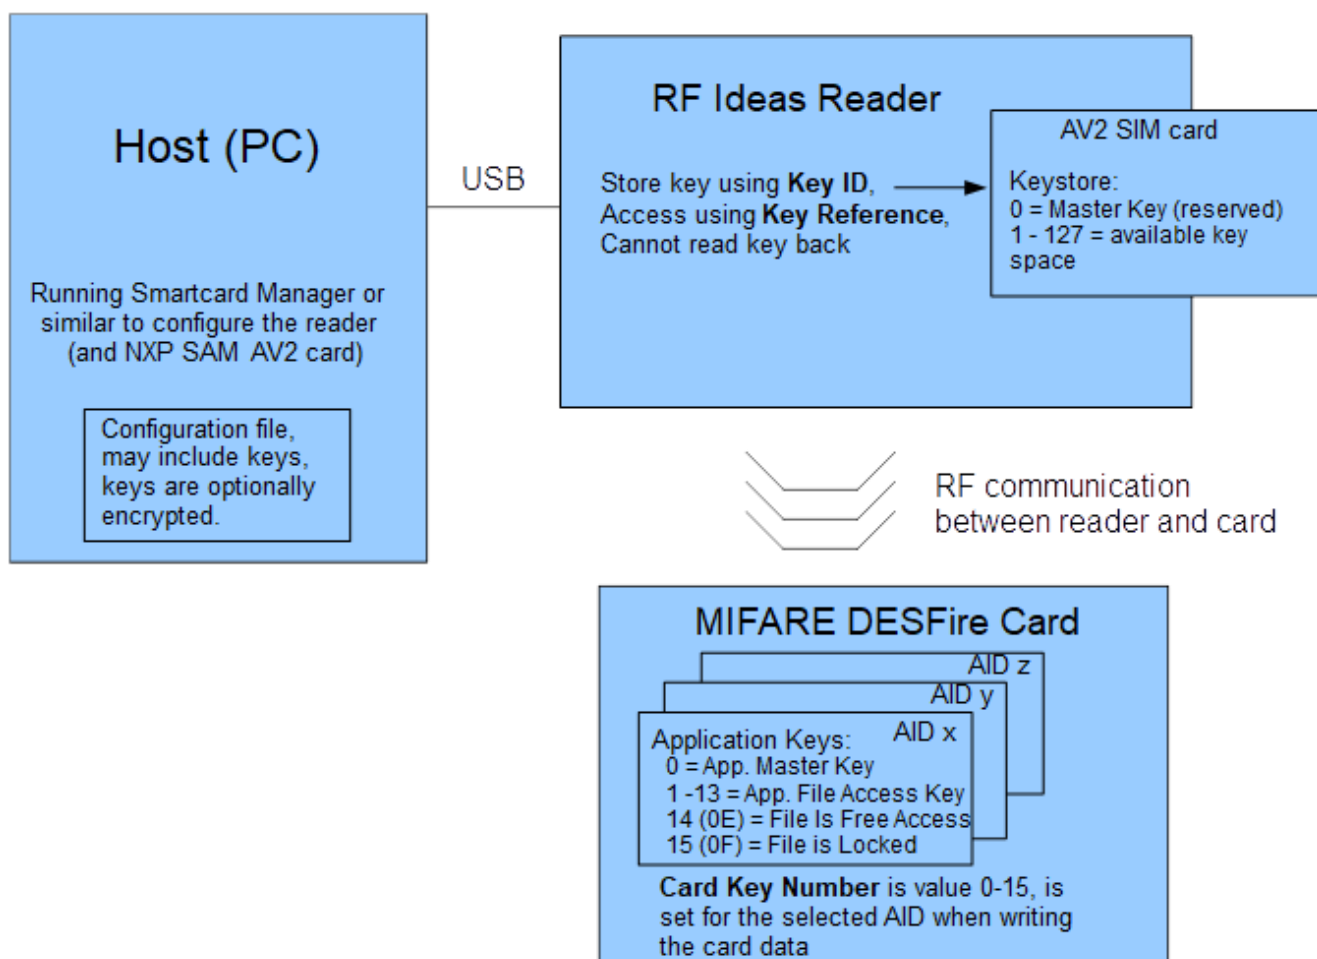 Host (PC)
Running Smartcard Manager or
similar to configure the reader
(and NXP SAM AV2 card)
Configuration file,
may include keys,
keys are optionally
encrypted.
USB
RF Ideas Reader
Store key using Key ID,
Access using Key Reference,
Cannot read key back
AV2 SIM card
Keystore:
0 = Master Key (reserved)
1 - 127 = available key
space
RF communication
between reader and card
MIFARE DESFire Card
AID z
AID y
AID x
Application Keys:
0 = App. Master Key
1 -13 = App. File Access Key
14 (0E) = File Is Free Access
15 (0F) = File is Locked
Card Key Number is value 0-15, is
set for the selected AID when writing
the card data